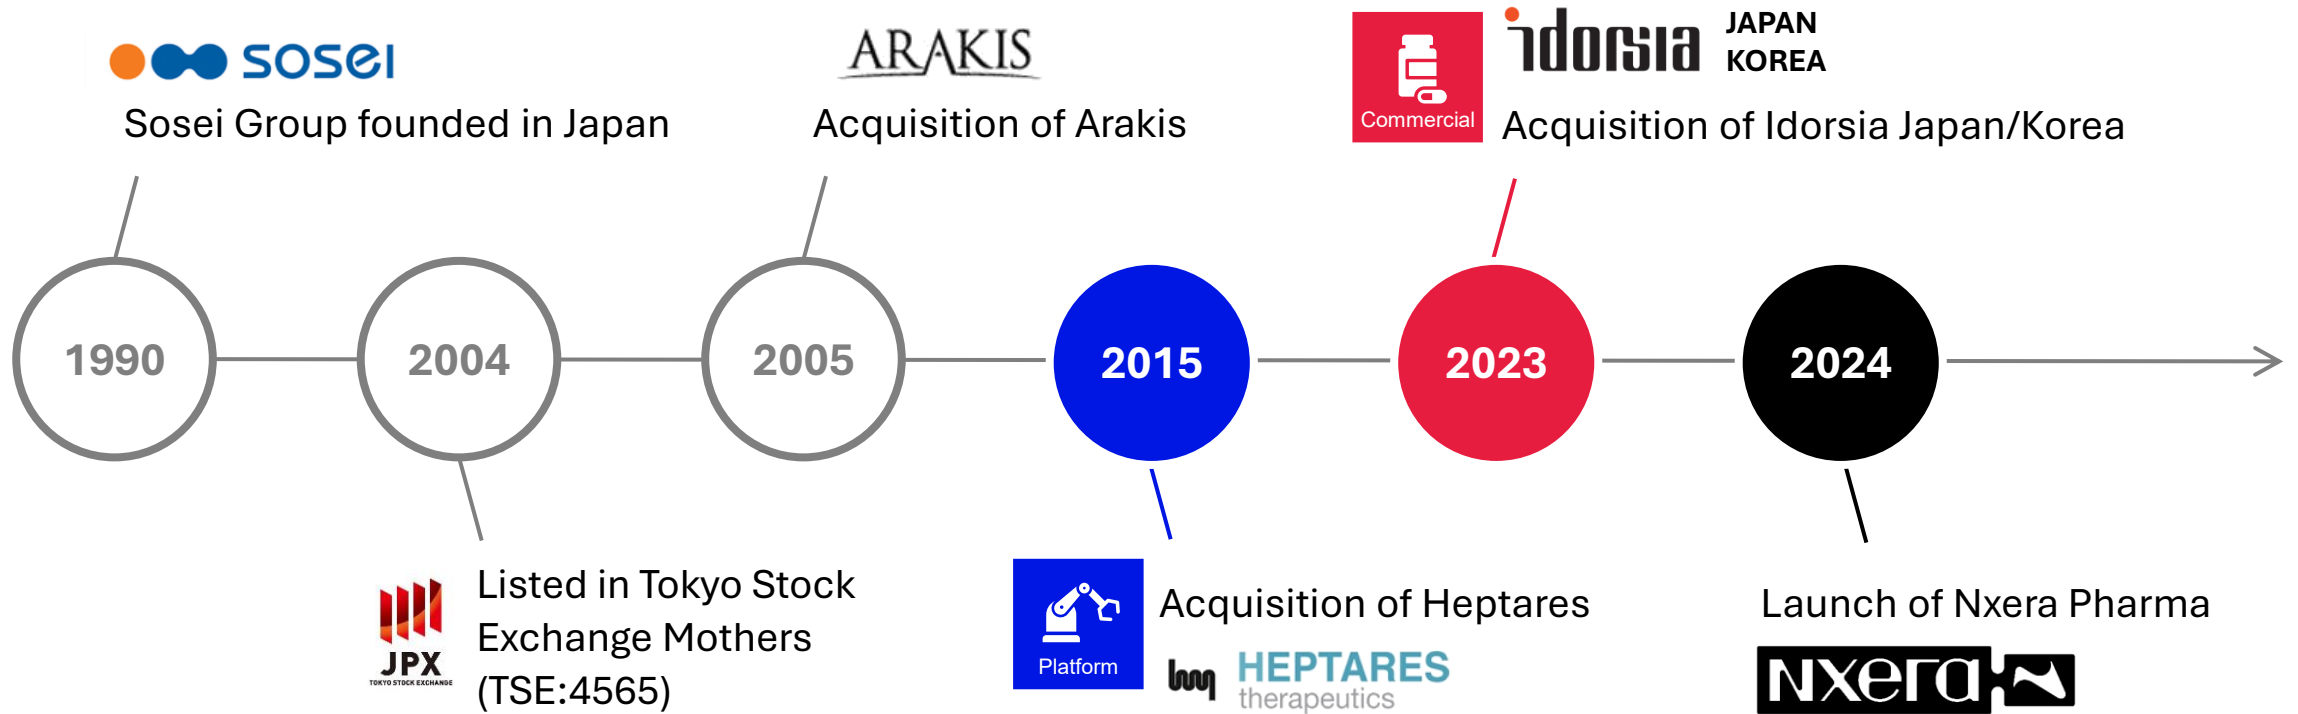 sosei
Sosei Group founded in Japan
ARAKIS
Acquisition of Arakis
Commercial
idorsia
JAPAN
KOREA
Acquisition of Idorsia Japan/Korea
1990
2004
2005
2015
2023
2024
JPX
TOKYO STOCK EXCHANGE
Listed in Tokyo Stock
Exchange Mothers
(TSE:4565)
Platform
Acquisition of Heptares
HEPTARES
therapeutics
Launch of Nxera Pharma
Nxera